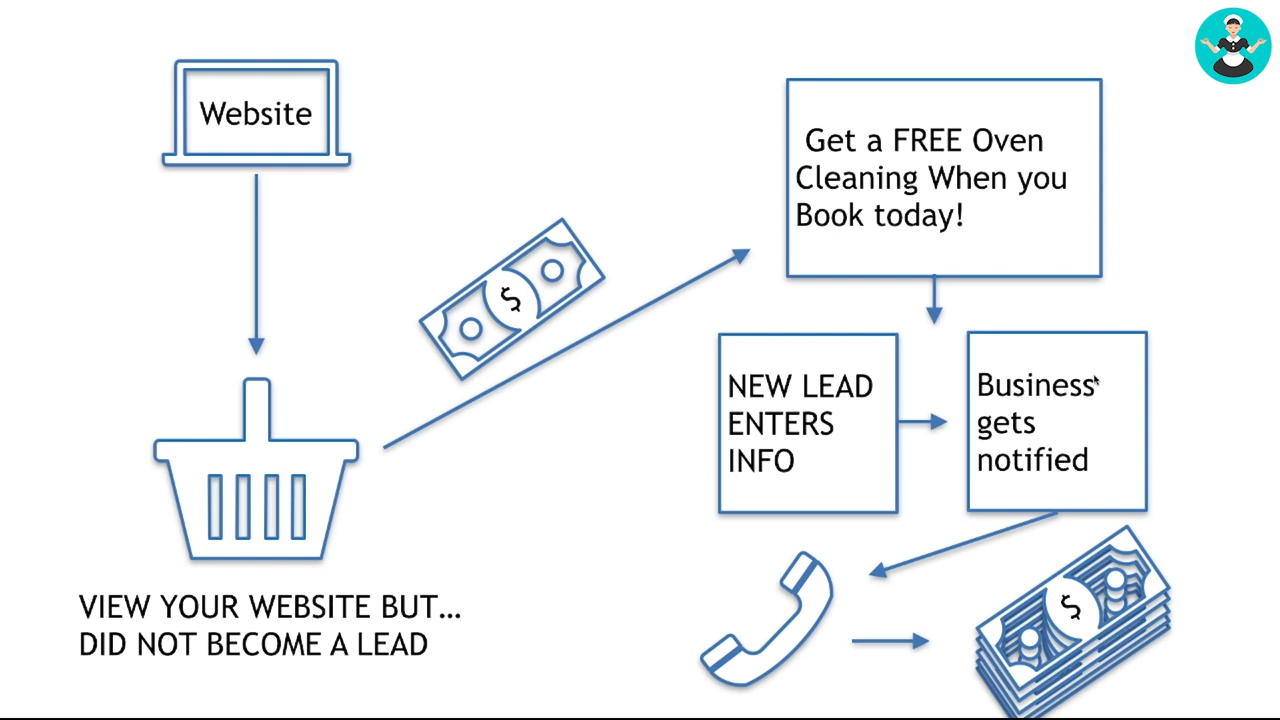 Website
VIEW YOUR WEBSITE BUT...
DID NOT BECOME A LEAD
$
Get a FREE Oven
Cleaning When you
Book today!
NEW LEAD
ENTERS
INFO
Business
gets
notified
$